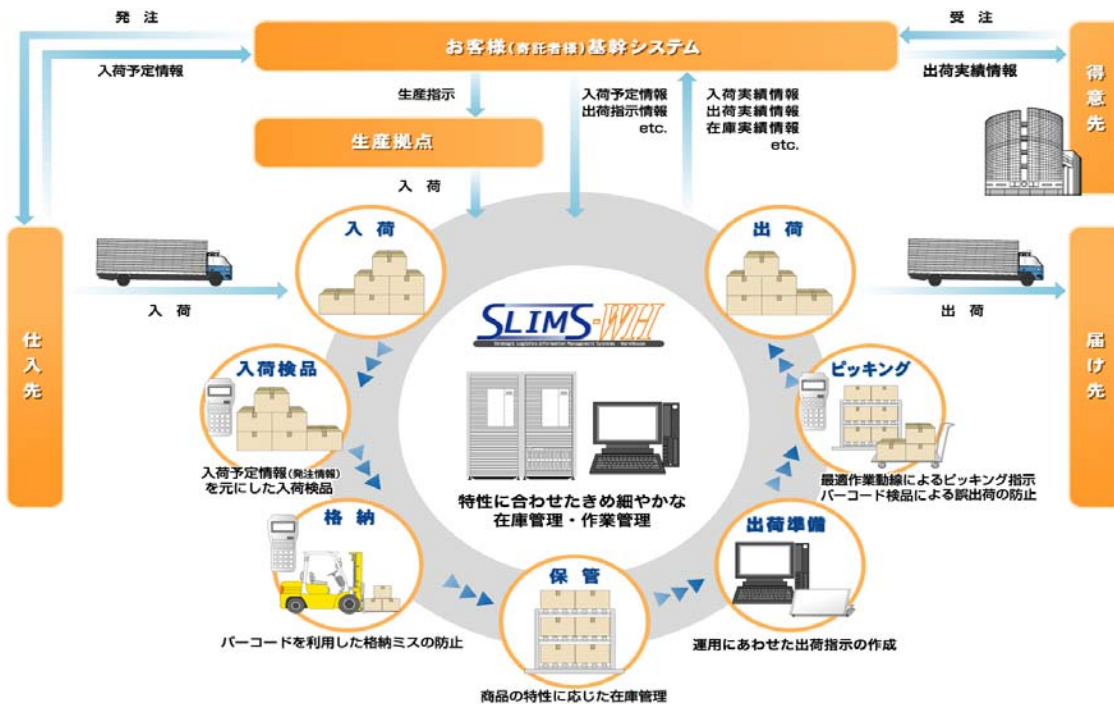 発注
受注
お客様(寄託者様)基幹システム
入荷予定情報
出荷実績情報
得意先
生産指示
入荷予定情報
出荷指示情報
etc.
入荷実績情報
出荷実績情報
在庫実績情報
etc.
生産拠点
入荷
入荷
出荷
仕入先
入荷
出荷
届け先
SLIMS-WH
Strategic Logistics Information Management Systems - Warehouse
入荷検品
ピッキング
入荷予定情報(発注情報)
を元にした入荷検品
最適作業動線によるピッキング指示
バーコード検品による誤出荷の防止
特性に合わせたきめ細やかな
在庫管理・作業管理
格納
出荷準備
保管
バーコードを利用した格納ミスの防止
運用にあわせた出荷指示の作成
商品の特性に応じた在庫管理